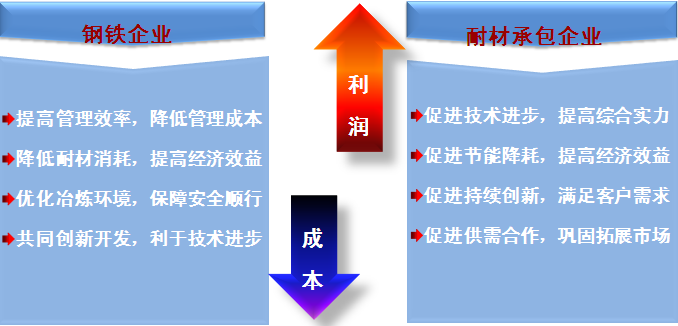 钢铁企业
提高管理效率，降低管理成本
降低耐材消耗，提高经济效益
优化冶炼环境，保障安全顺行
共同创新开发，利于技术进步
利
润
成
本
耐材承包企业
促进技术进步，提高综合实力
促进节能降耗，提高经济效益
促进持续创新，满足客户需求
促进供需合作，巩固拓展市场